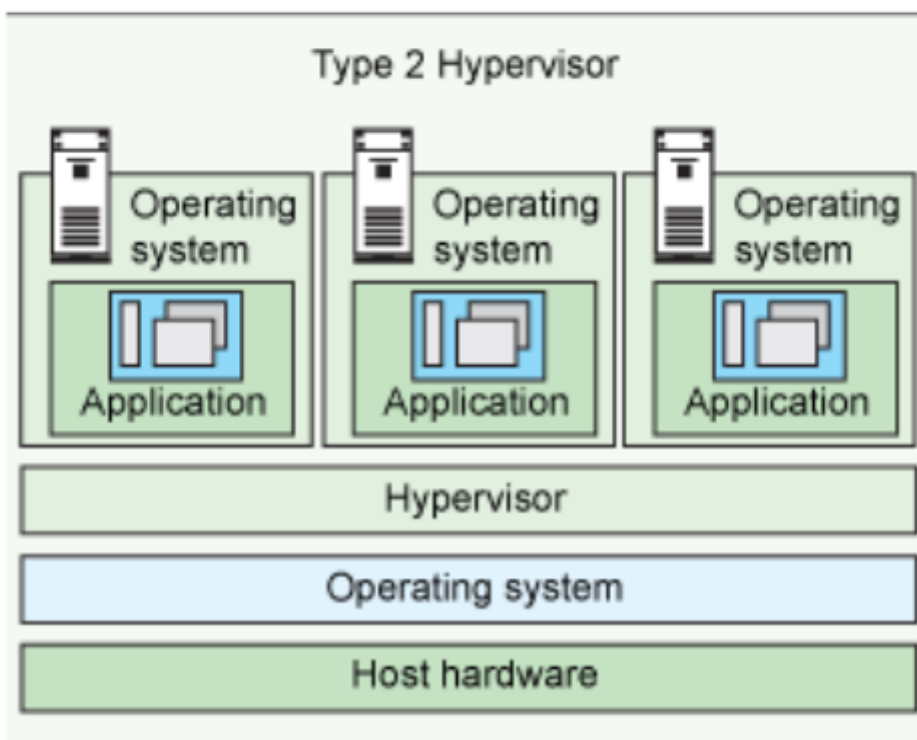 Type 2 Hypervisor
Operating system
Application
Operating system
Application
Operating system
Application
Hypervisor
Operating system
Host hardware